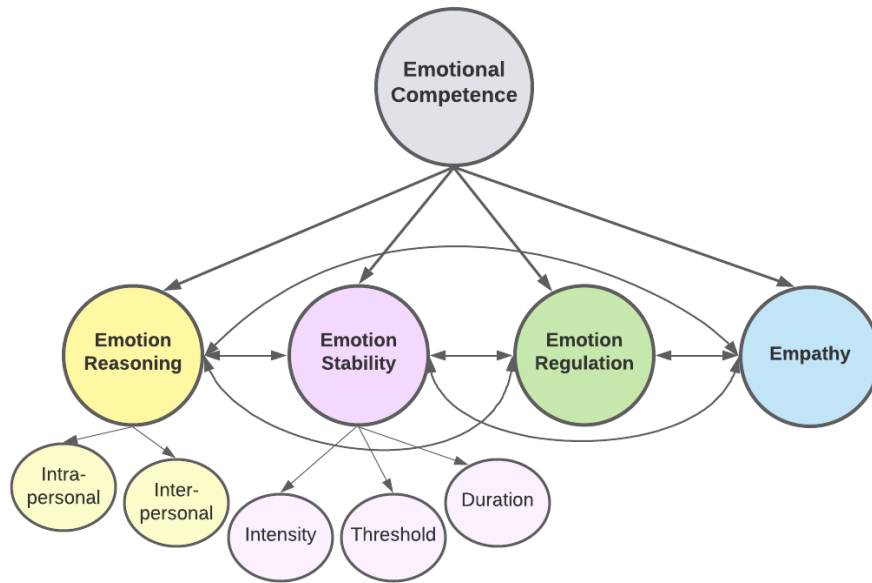 Emotional
Competence
Emotion
Reasoning
Emotion
Stability
Emotion
Regulation
Empathy
Intra-
personal
Inter-
personal
Intensity
Threshold
Duration